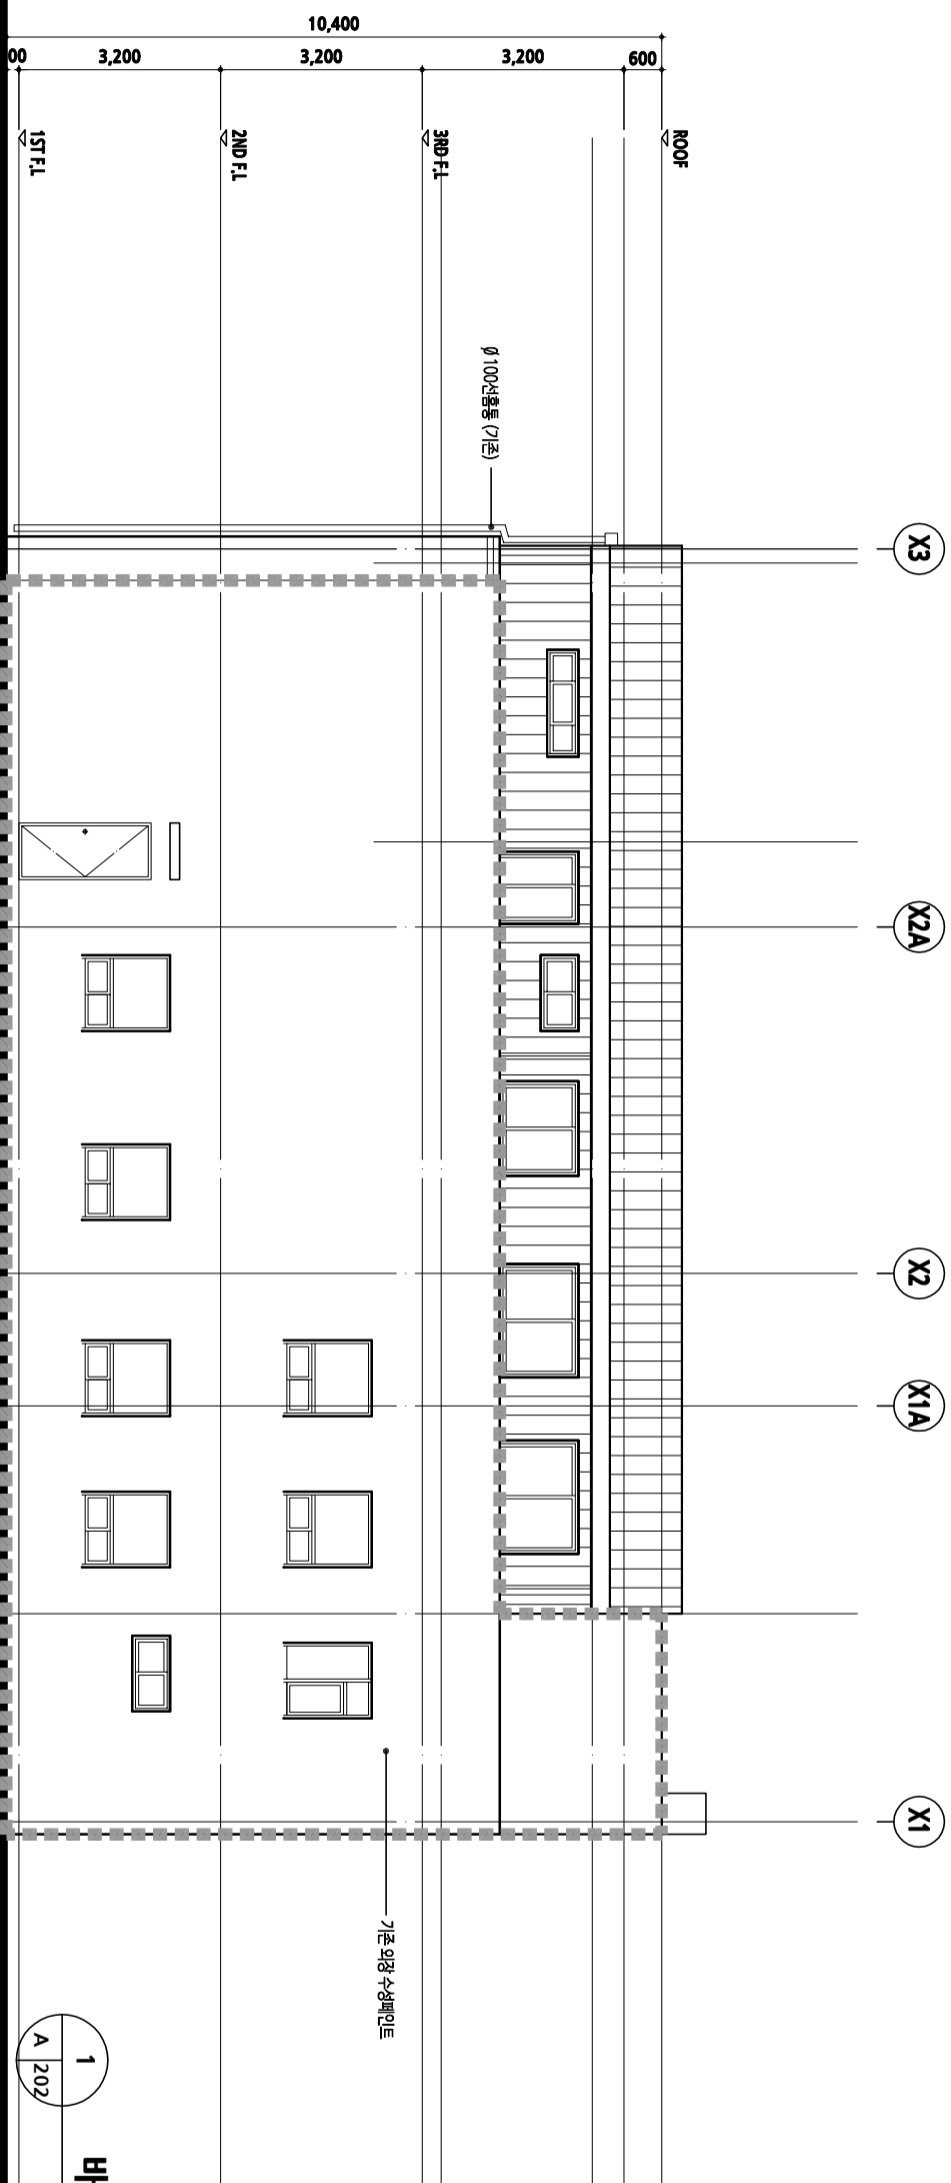 10,400
00
3,200
3,200
3,200
600
1ST F.L
2ND F.L
3RD F.L
ROOF
Ø100선홈통 (기존)
X3
X2A
X2
X1A
X1
기존 외장 수성페인트
1
A 202